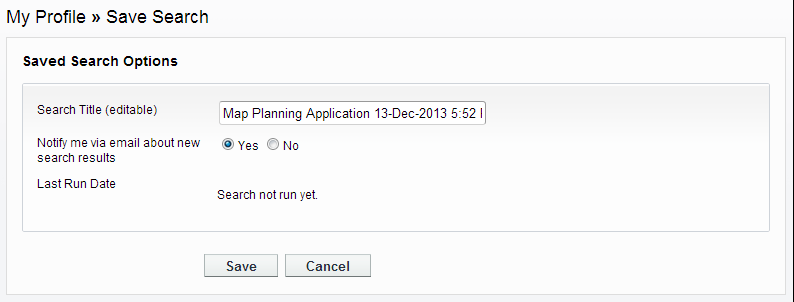 My Profile » Save Search
Saved Search Options
Search Title (editable)
Map Planning Application 13-Dec-2013 5:52
Notify me via email about new
search results
Yes No
Last Run Date
Search not run yet.
Save Cancel